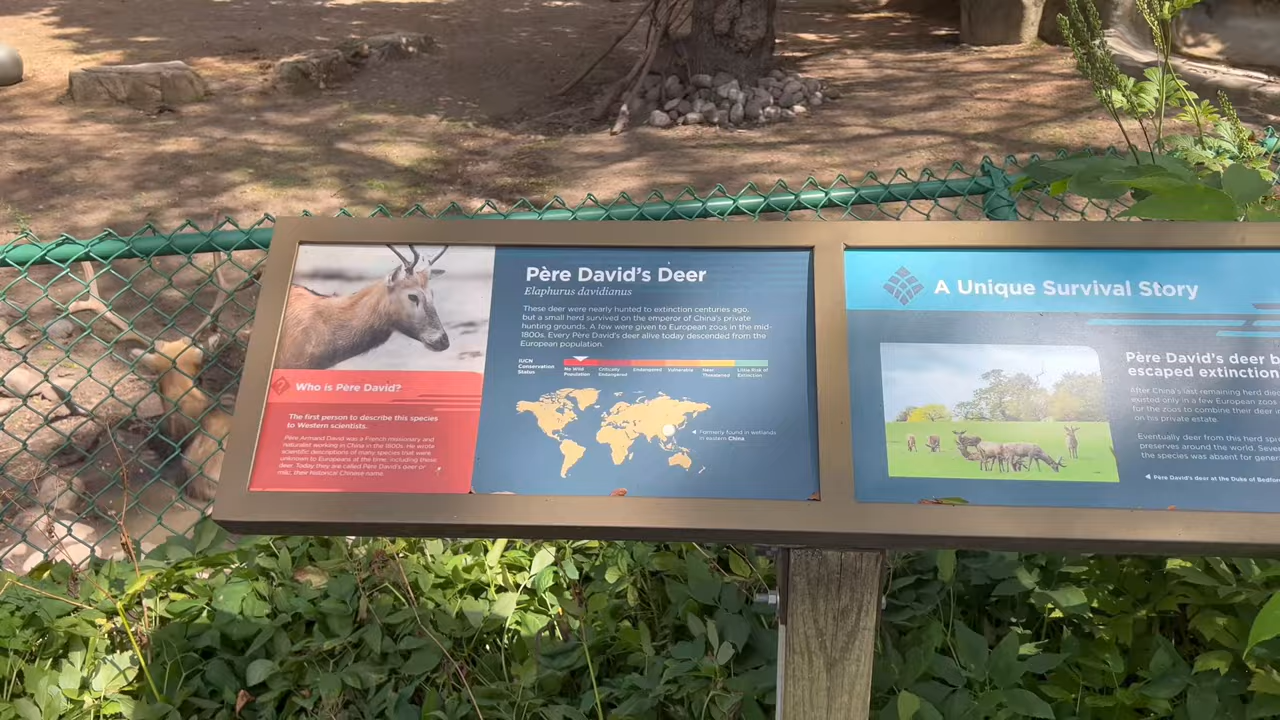 Who is Père David?
The first person to describe this species
to Western scientists.
Père Armand David was a French missionary and
naturalist working in China in the 1800s. He wrote
scientific descriptions of many species that were
unknown to Europeans at the time, including those
deer. Today they are called Père David's deer or
milu, their historical Chinese name.
Père David's Deer
Elaphurus davidianus
These deer were nearly hunted to extinction centuries ago,
but a small herd survived on the emperor of China's private
hunting grounds. A few were given to European zoos in the mid-
1800s. Every Père David's deer alive today descended from the
European population.
IUCN
Conservation
Status
No Wild
Population
Critically
Endangered
Endangered
Vulnerable
Near
Threatened
Little Risk of
Extinction
Formerly found in wetlands
in western China
A Unique Survival Story
Père David's deer b
escaped extinction
After China's last remaining herd died
existed only in a few European zoos
for the zoos to combine their deer
on his private estate.
Eventually deer from this herd
preserves around the world. Seve
the species was absent for gener
Père David's deer at the Duke of Bedfor